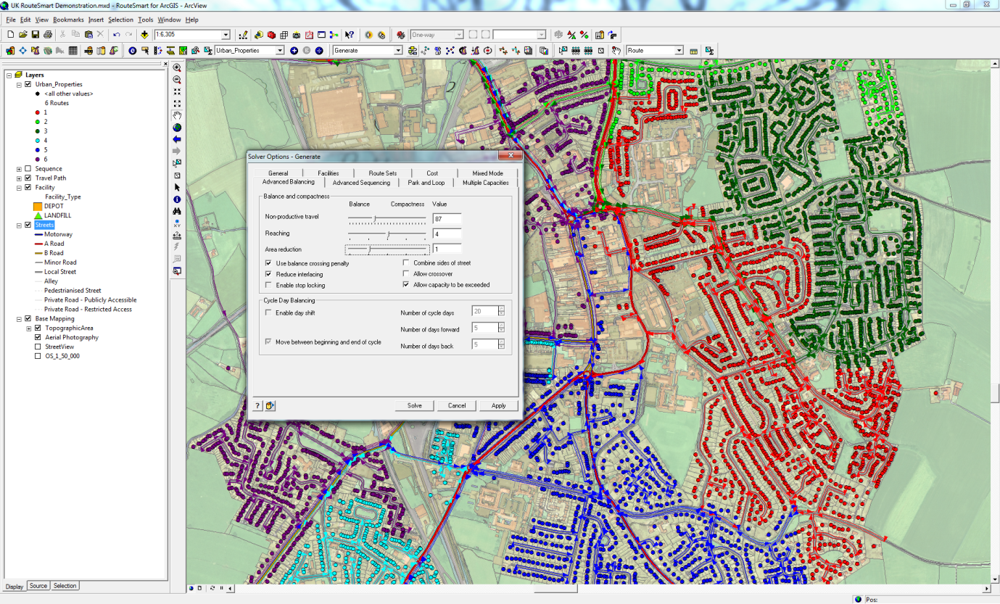 UK RouteSmart Demonstration.mxd - RouteSmart for ArcGIS - ArcView
File Edit View Bookmarks Insert Selection Tools Window Help
1:6,305 One-way
Urban_Properties Generate Route
Layers
Urban_Properties
<all other values>
6 Routes
1
2
3
4
5
6
Sequence
Travel Path
Facility
Facility_Type
DEPOT
LANDFILL
Streets
Motorway
A Road
B Road
Minor Road
Local Street
Alley
Pedestrianised Street
Private Road - Publicly Accessible
Private Road - Restricted Access
Base Mapping
TopographicArea
Aerial Photography
StreetView
OS_1_50_000
Display Source Selection
2
Solver Options - Generate
General Facilities Route Sets Cost Mixed Mode
Advanced Balancing Advanced Sequencing Park and Loop Multiple Capacities
Balance and compactness
Balance Compactness Value
Non-productive travel 87
Reaching 4
Area reduction 1
Use balance crossing penalty Combine sides of street
Reduce interlacing Allow crossover
Enable stop locking Allow capacity to be exceeded
Cycle Day Balancing
Enable day shift Number of cycle days 20
Number of days forward 5
Move between beginning and end of cycle Number of days back 5
? Solve Cancel Apply
Pos: